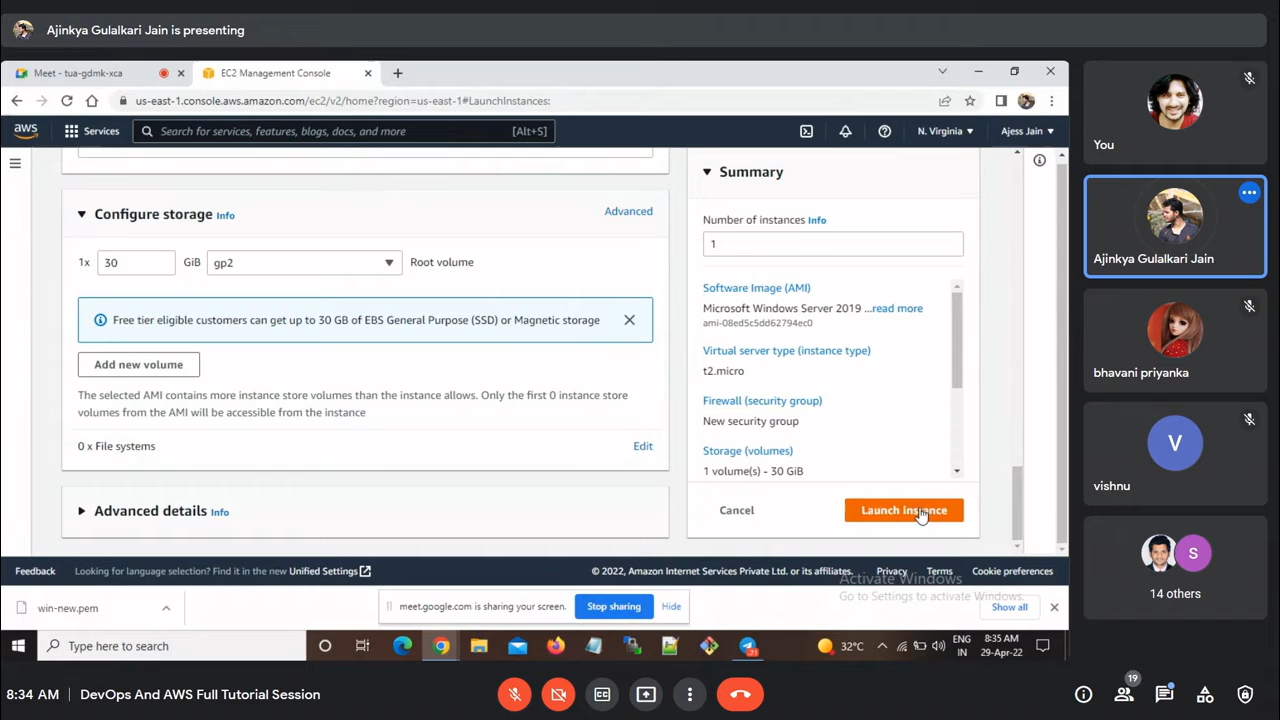 Ajinkya Gulalkari Jain is presenting
Meet - tua-gdmk-xca
EC2 Management Console
us-east-1.console.aws.amazon.com/ec2/v2/home?region=us-east-1#LaunchInstances:
aws
Services
Search for services, features, blogs, docs, and more
[Alt+S]
N. Virginia
Ajess Jain
Configure storage Info
Advanced
1x 30 GiB gp2 Root volume
Free tier eligible customers can get up to 30 GB of EBS General Purpose (SSD) or Magnetic storage
Add new volume
The selected AMI contains more instance store volumes than the instance allows. Only the first 0 instance store
volumes from the AMI will be accessible from the instance
0 x File systems
Edit
Advanced details Info
Summary
Number of instances Info
1
Software Image (AMI)
Microsoft Windows Server 2019 ...read more
ami-08ed5c5dd62794ec0
Virtual server type (instance type)
t2.micro
Firewall (security group)
New security group
Storage (volumes)
1 volume(s) - 30 GiB
Cancel
Launch instance
Feedback
Looking for language selection? Find it in the new Unified Settings
© 2022, Amazon Internet Services Private Ltd. or its affiliates.
Privacy
Terms
Cookie preferences
Activate Windows
Go to Settings to activate Windows.
win-new.pem
meet.google.com is sharing your screen.
Stop sharing
Hide
Show all
Type here to search
21
32°C
ENG
IN
8:35 AM
29-Apr-22
You
Ajinkya Gulalkari Jain
bhavani priyanka
V
vishnu
S
14 others
8:34 AM | DevOps And AWS Full Tutorial Session
19